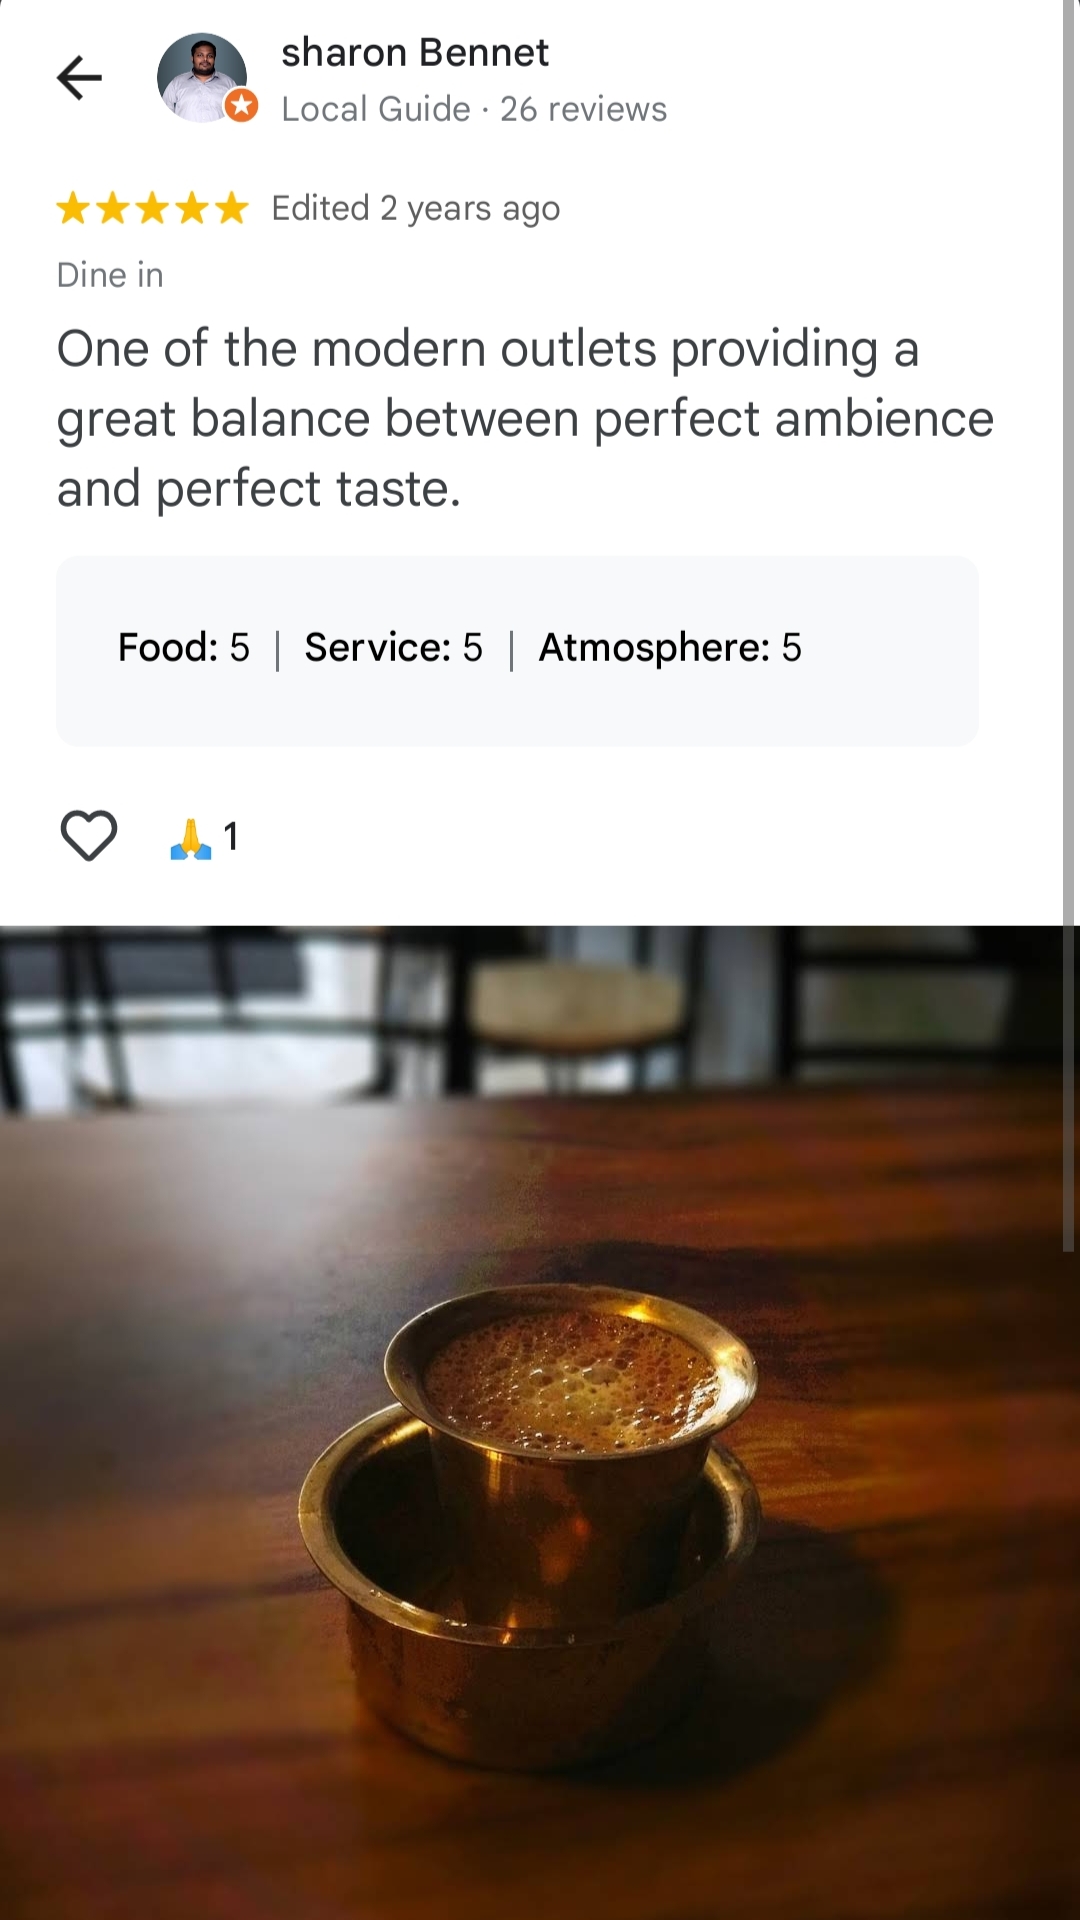 sharon Bennet
Local Guide · 26 reviews
Edited 2 years ago
Dine in
One of the modern outlets providing a
great balance between perfect ambience
and perfect taste.
Food: 5 | Service: 5 | Atmosphere: 5
🙏 1